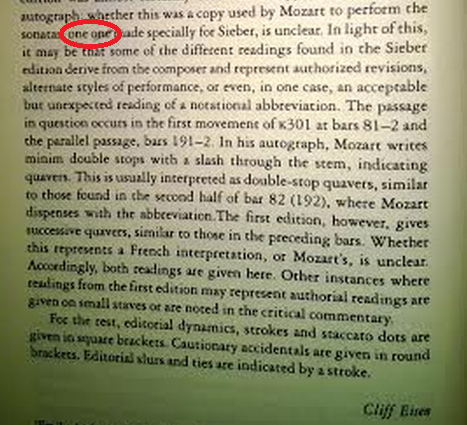 autograph: whether this was a copy used by Mozart to perform the
sonatas one one made specially for Sieber, is unclear. In light of this,
it may be that some of the different readings found in the Sieber
edition derive from the composer and represent authorized revisions,
alternate styles of performance, or even, in one case, an acceptable
but unexpected reading of a notational abbreviation. The passage
in question occurs in the first movement of K301 at bars 81–2 and
the parallel passage, bars 191–2. In his autograph, Mozart writes
minim double stops with a slash through the stem, indicating
quavers. This is usually interpreted as double-stop quavers, similar
to those found in the second half of bar 82 (192), where Mozart
dispenses with the abbreviation.The first edition, however, gives
successive quavers, similar to those in the preceding bars. Whether
this represents a French interpretation, or Mozart's, is unclear.
Accordingly, both readings are given here. Other instances where
readings from the first edition may represent authorial readings are
given on small staves or are noted in the critical commentary.
For the rest, editorial dynamics, strokes and staccato dots are
given in square brackets. Cautionary accidentals are given in round
brackets. Editorial slurs and ties are indicated by a stroke.
Cliff Eisen